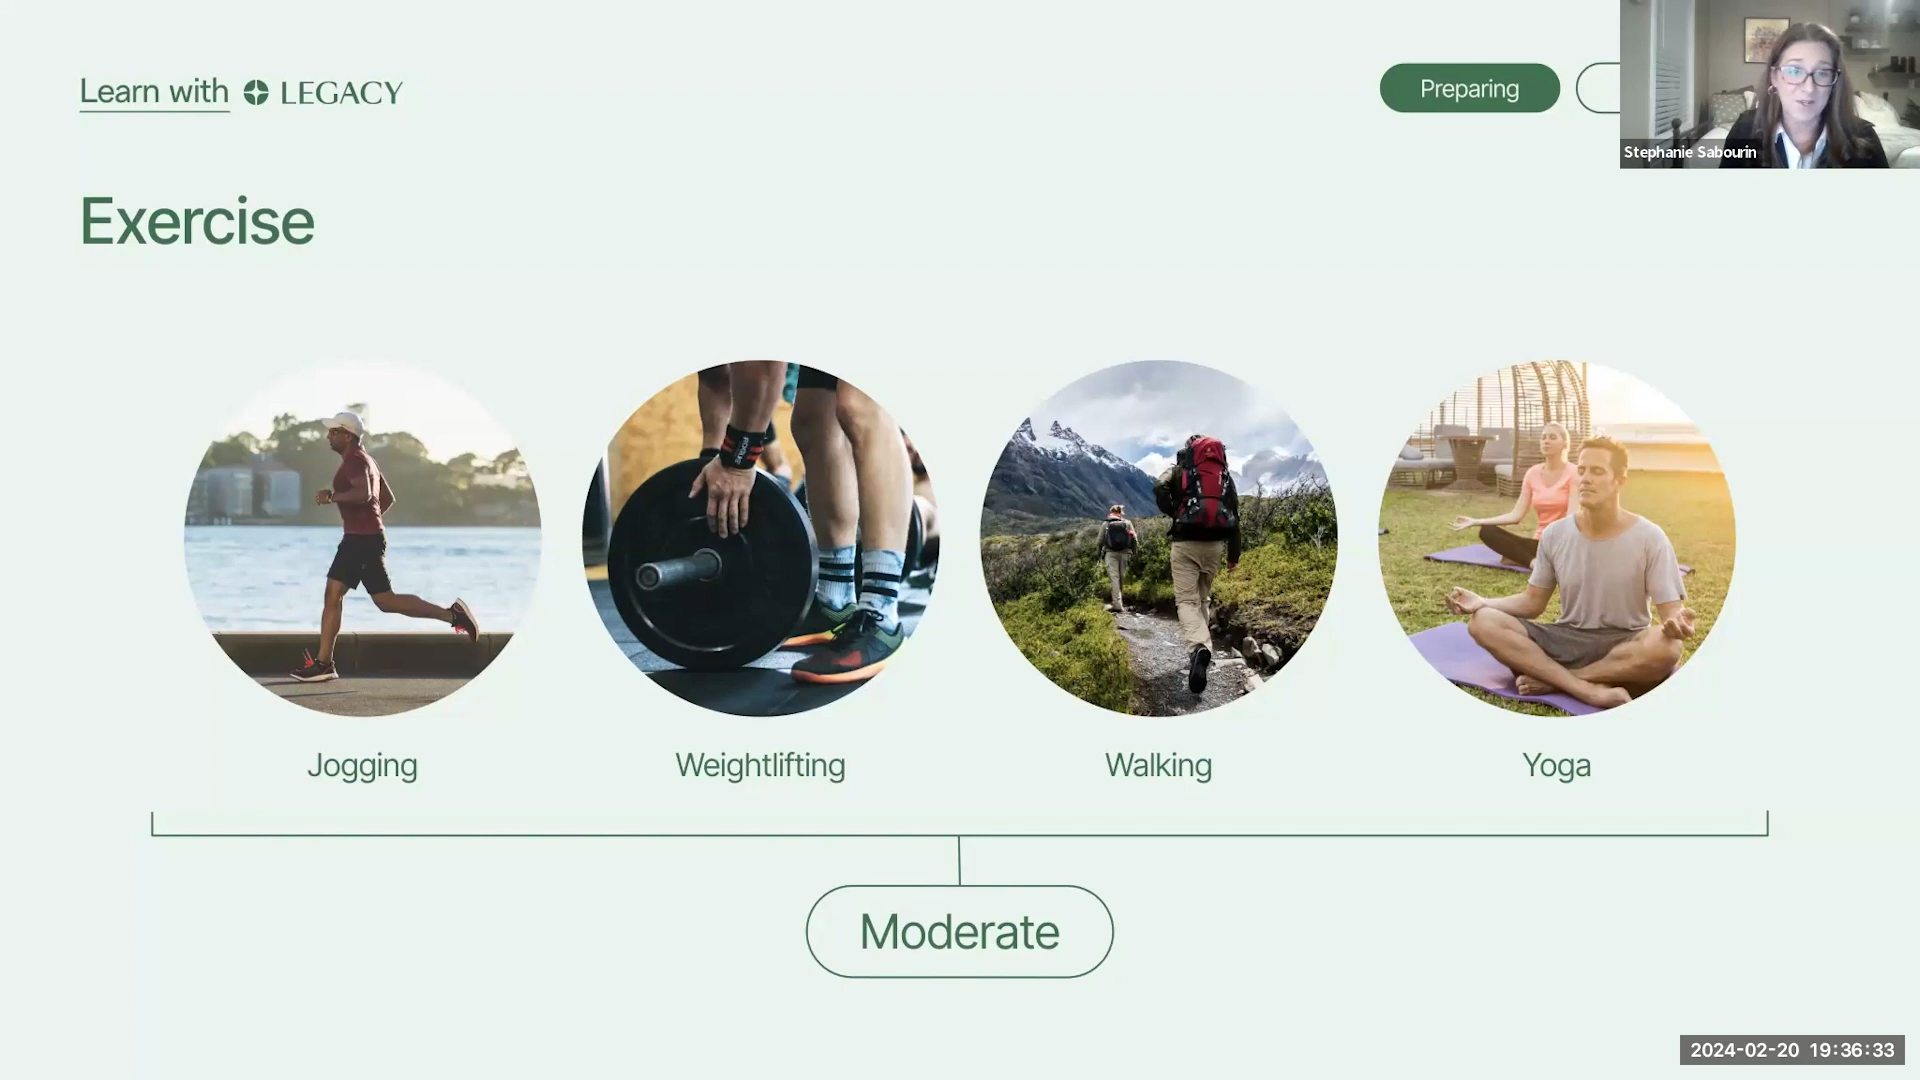 Learn with LEGACY
Preparing
Stephanie Sabourin
Exercise
Jogging
Weightlifting
Walking
Yoga
Moderate
2024-02-20 19:36:33